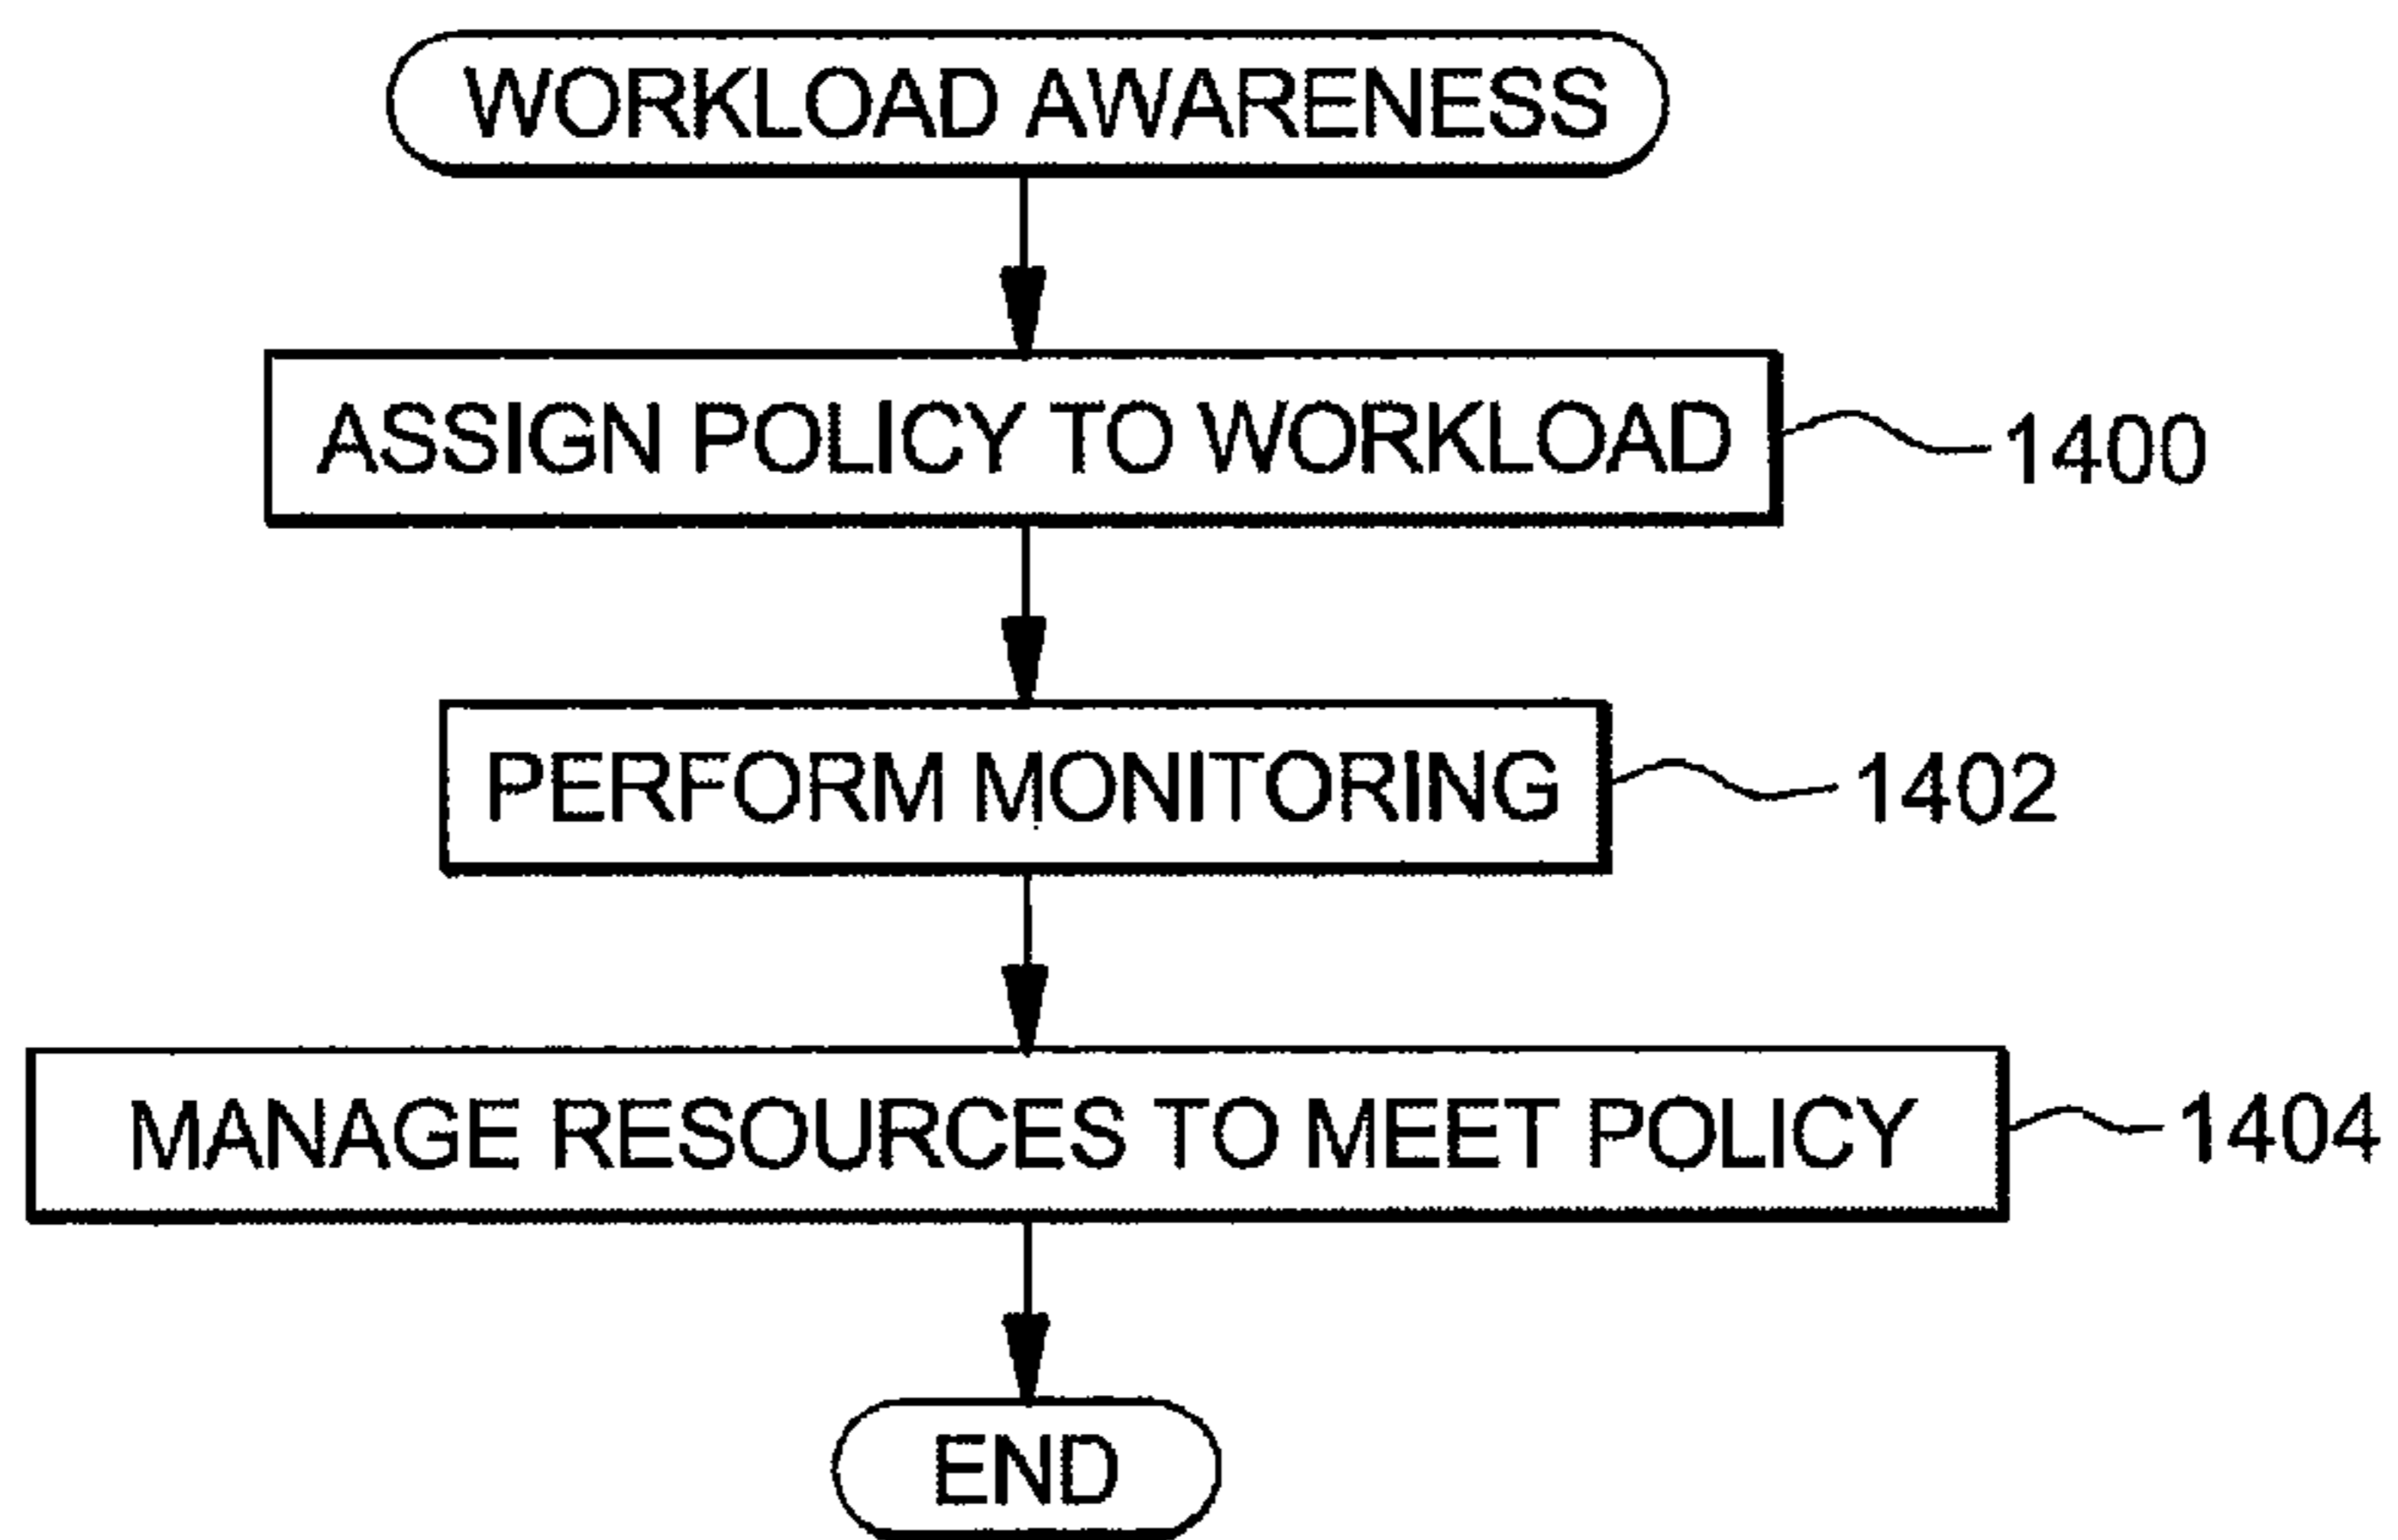 WORKLOAD AWARENESS
ASSIGN POLICY TO WORKLOAD
1400
PERFORM MONITORING
1402
MANAGE RESOURCES TO MEET POLICY
1404
END